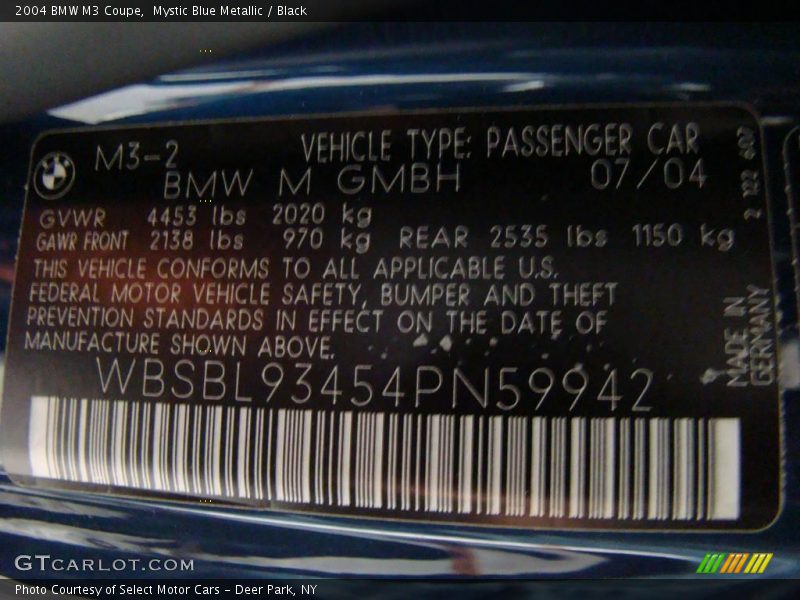 2004 BMW M3 Coupe,  Mystic Blue Metallic / Black
M3-2
VEHICLE TYPE: PASSENGER CAR
BMW M GMBH
07/04
GVWR 4453 lbs 2020 kg
GAWR FRONT 2138 lbs 970 kg REAR 2535 lbs 1150 kg
THIS VEHICLE CONFORMS TO ALL APPLICABLE U.S.
FEDERAL MOTOR VEHICLE SAFETY, BUMPER AND THEFT
PREVENTION STANDARDS IN EFFECT ON THE DATE OF
MANUFACTURE SHOWN ABOVE.
WBSBL93454PN59942
2 122 607
MADE IN
GERMANY
GTCARLOT.COM
Photo Courtesy of Select Motor Cars - Deer Park, NY